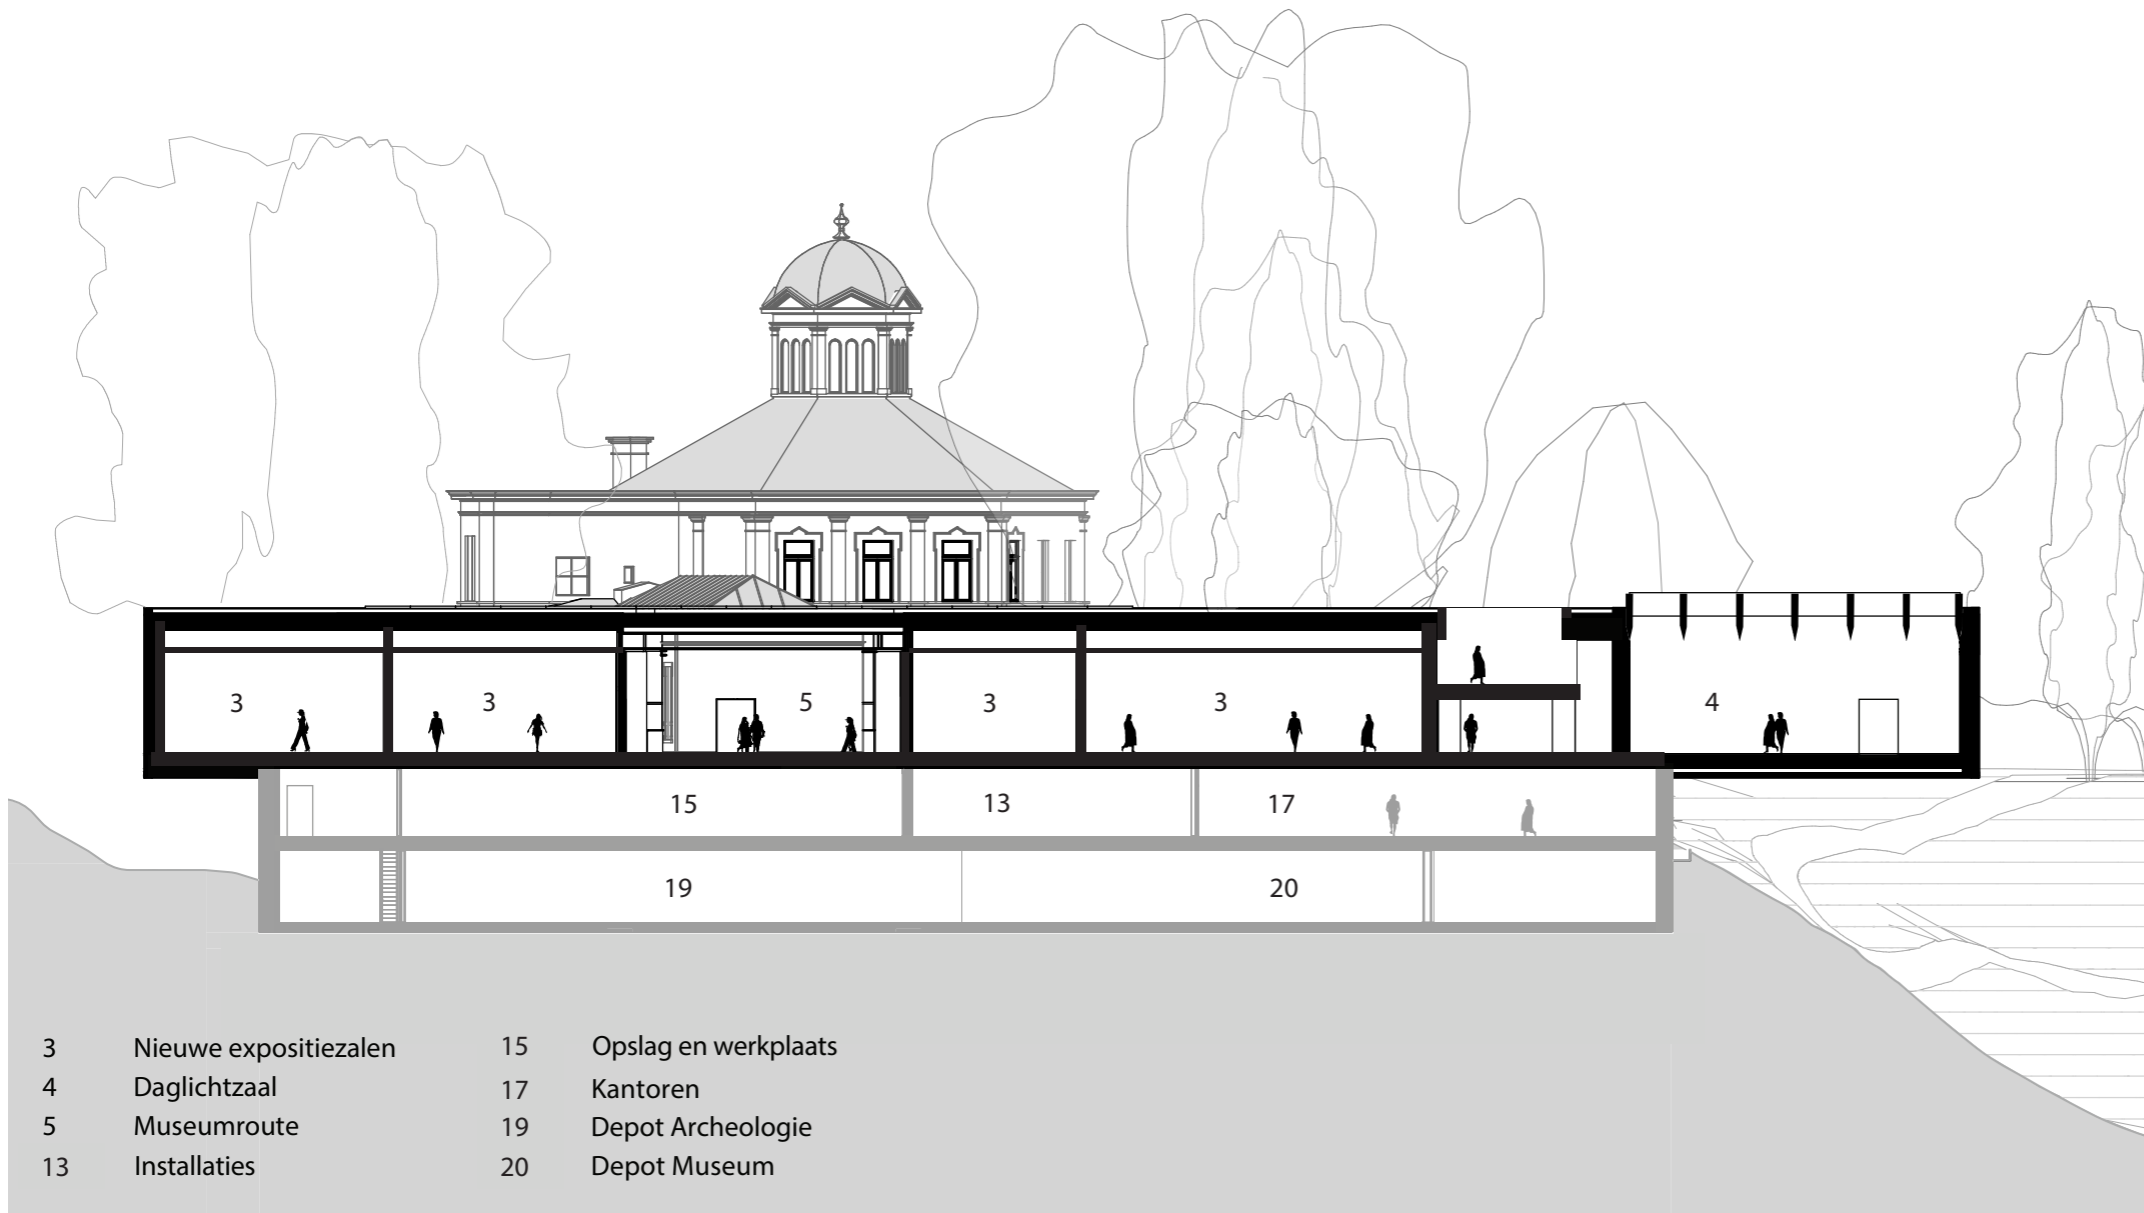 3 3 5 3 3 4
15 13 17
19 20
3 Nieuwe expositiezalen
4 Daglichtzaal
5 Museumroute
13 Installaties
15 Opslag en werkplaats
17 Kantoren
19 Depot Archeologie
20 Depot Museum